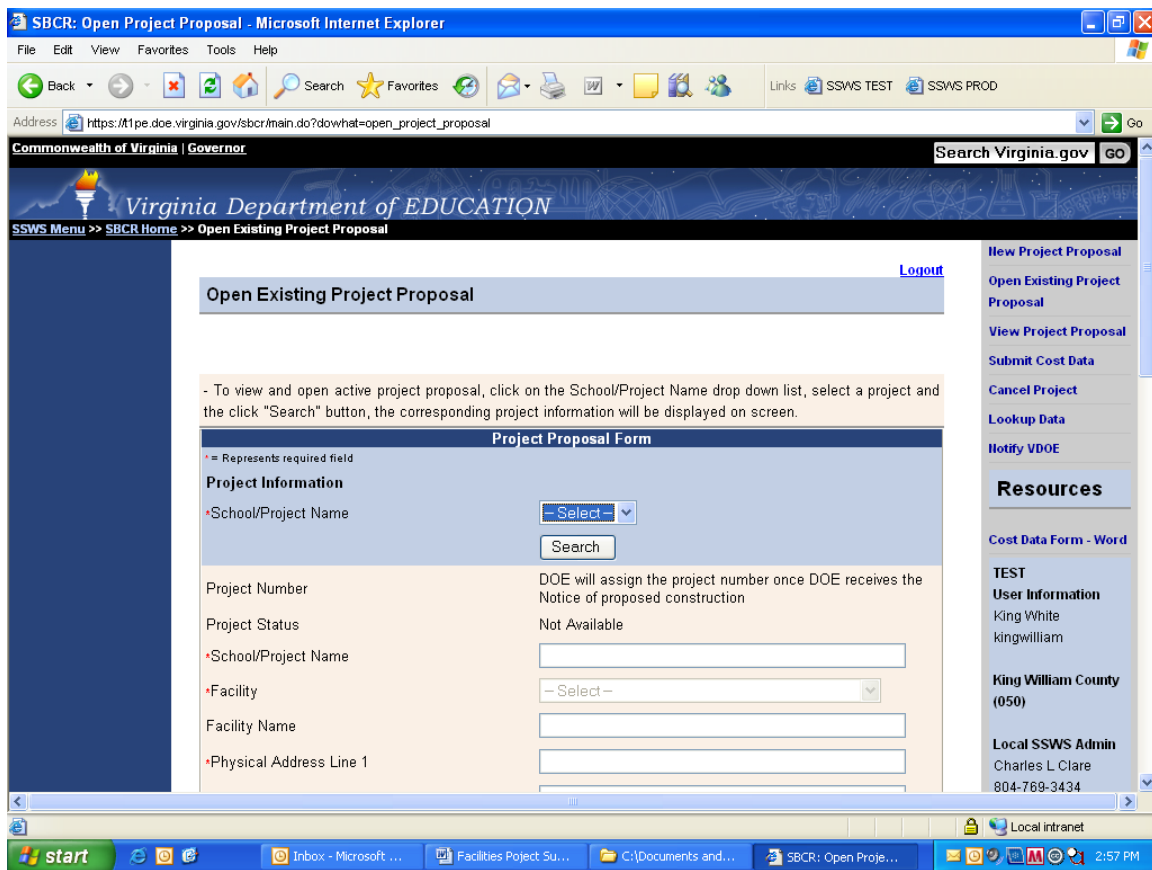 SBCR: Open Project Proposal - Microsoft Internet Explorer
File Edit View Favorites Tools Help
Back Search Favorites Links SSWS TEST SSWS PROD
Address https://t1pe.doe.virginia.gov/sbcr/main.do?dowhat=open_project_proposal Go
Commonwealth of Virginia | Governor
Search Virginia.gov GO
Virginia Department of EDUCATION
SSWS Menu >> SBCR Home >> Open Existing Project Proposal
Logout
Open Existing Project Proposal
- To view and open active project proposal, click on the School/Project Name drop down list, select a project and
the click "Search" button, the corresponding project information will be displayed on screen.
Project Proposal Form
* = Represents required field
Project Information
*School/Project Name -- Select --
Search
Project Number
DOE will assign the project number once DOE receives the
Notice of proposed construction
Project Status Not Available
*School/Project Name
*Facility -- Select --
Facility Name
*Physical Address Line 1
New Project Proposal
Open Existing Project
Proposal
View Project Proposal
Submit Cost Data
Cancel Project
Lookup Data
Notify VDOE
Resources
Cost Data Form - Word
TEST
User Information
King White
kingwilliam
King William County
(050)
Local SSWS Admin
Charles L Clare
804-769-3434
Local intranet
start Inbox - Microsoft ... Facilities Poject Su... C:\Documents and... SBCR: Open Proje... 2:57 PM